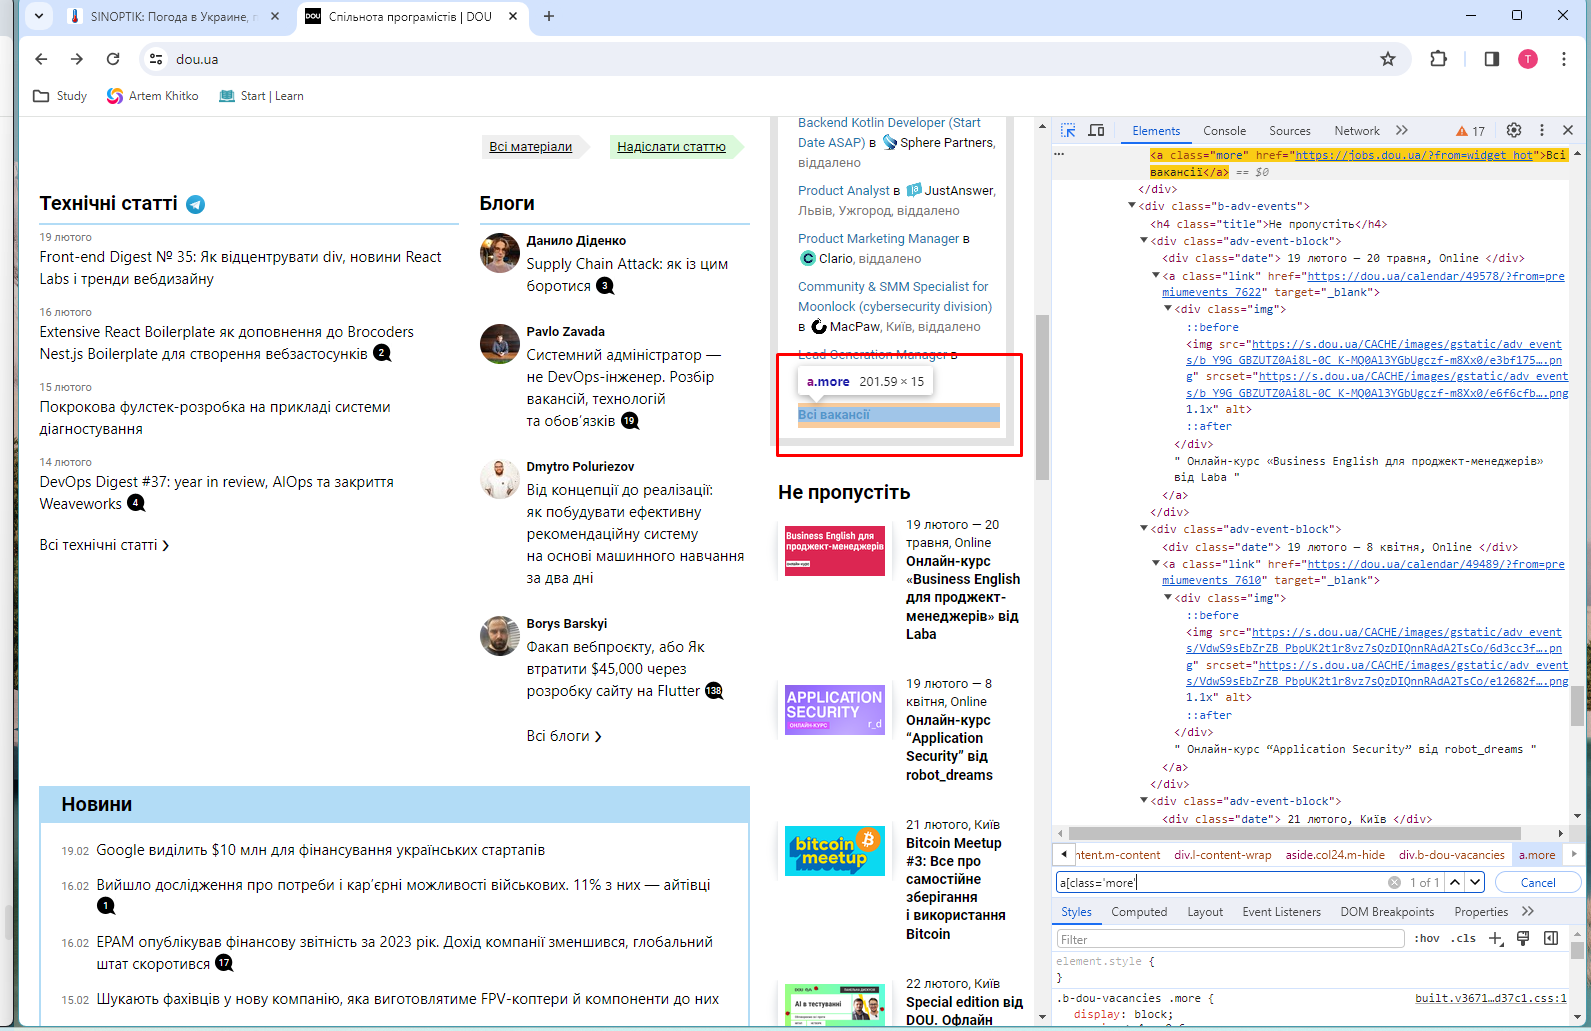 SINOPTIK: Погода в Украине,
DOU Спільнота програмістів | DOU
dou.ua
T
Study
Artem Khitko
Start | Learn
Всі матеріали
Надіслати статтю
Технічні статті
19 лютого
Front-end Digest № 35: Як відцентрувати div, новини React
Labs і тренди вебдизайну
16 лютого
Extensive React Boilerplate як доповнення до Brocoders
Nest.js Boilerplate для створення вебзастосунків 2
15 лютого
Покрокова фулстек-розробка на прикладі системи
діагностування
14 лютого
DevOps Digest #37: year in review, AIOps та закриття
Weaveworks 4
Всі технічні статті
Блоги
Данило Діденко
Supply Chain Attack: як із цим
боротися 3
Pavlo Zavada
Системний адміністратор —
не DevOps-інженер. Розбір
вакансій, технологій
та обов’язків 19
Dmytro Poluriezov
Від концепції до реалізації:
як побудувати ефективну
рекомендаційну систему
на основі машинного навчання
за два дні
Borys Barskyi
Факап вебпроєкту, або Як
втратити $45,000 через
розробку сайту на Flutter 138
Всі блоги
Новини
19.02 Google виділить $10 млн для фінансування українських стартапів
16.02 Вийшло дослідження про потреби і кар’єрні можливості військових. 11% з них — айтівці
1
16.02 EPAM опублікував фінансову звітність за 2023 рік. Дохід компанії зменшився, глобальний
штат скоротився 17
15.02 Шукають фахівців у нову компанію, яка виготовлятиме FPV-коптери й компоненти до них
Backend Kotlin Developer (Start
Date ASAP) в Sphere Partners,
віддалено
Product Analyst в JustAnswer,
Львів, Ужгород, віддалено
Product Marketing Manager в
Clario, віддалено
Community & SMM Specialist for
Moonlock (cybersecurity division)
в MacPaw, Київ, віддалено
Lead Generation Manager в
a.more 201.59 × 15
Всі вакансії
Не пропустіть
Business English для
проджект-менеджерів
ОНЛАЙН-КУРС
19 лютого — 20
травня, Online
Онлайн-курс
«Business English
для проджект-
менеджерів» від
Laba
APPLICATION
SECURITY
ОНЛАЙН-КУРС
r_d
19 лютого — 8
квітня, Online
Онлайн-курс
“Application
Security” від
robot_dreams
bitcoin
meetup
21 лютого, Київ
Bitcoin Meetup
#3: Все про
самостійне
зберігання
і використання
Bitcoin
AI в тестуванні
22 лютого, Київ
Special edition від
DOU. Офлайн
Elements
Console
Sources
Network
17
<a class="more" href="https://jobs.dou.ua/?from=widget_hot">Всі
вакансії</a> == $0
</div>
<div class="b-adv-events">
<h4 class="title">Не пропустіть</h4>
<div class="adv-event-block">
<div class="date"> 19 лютого — 20 травня, Online </div>
<a class="link" href="https://dou.ua/calendar/49578/?from=pre
miumevents_7622" target="_blank">
<div class="img">
::before
<img src="https://s.dou.ua/CACHE/images/gstatic/adv_event
s/b_Y9G_GBZUTZ0Ai8L-0C_K-MQ0Al3YGbUgczf-m8Xx0/e3bf175….pn
g" srcset="https://s.dou.ua/CACHE/images/gstatic/adv_event
s/b_Y9G_GBZUTZ0Ai8L-0C_K-MQ0Al3YGbUgczf-m8Xx0/e6f6cfb….png
1.1x" alt>
::after
</div>
" Онлайн-курс «Business English для проджект-менеджерів»
від Laba "
</a>
</div>
<div class="adv-event-block">
<div class="date"> 19 лютого — 8 квітня, Online </div>
<a class="link" href="https://dou.ua/calendar/49489/?from=pre
miumevents_7610" target="_blank">
<div class="img">
::before
<img src="https://s.dou.ua/CACHE/images/gstatic/adv_event
s/VdwS9sEbZrZB_PbpUK2t1r8vz7sQzDIQnnRAdA2TsCo/6d3cc3f….pn
g" srcset="https://s.dou.ua/CACHE/images/gstatic/adv_event
s/VdwS9sEbZrZB_PbpUK2t1r8vz7sQzDIQnnRAdA2TsCo/e12682f….png
1.1x" alt>
::after
</div>
" Онлайн-курс “Application Security” від robot_dreams "
</a>
</div>
<div class="adv-event-block">
<div class="date"> 21 лютого, Київ </div>
ntent.m-content div.l-content-wrap aside.col24.m-hide div.b-dou-vacancies a.more
a[class='more'
1 of 1
Cancel
Styles Computed Layout Event Listeners DOM Breakpoints Properties
Filter
:hov .cls
element.style {
}
.b-dou-vacancies .more {
built.v3671…d37c1.css:1
display: block;